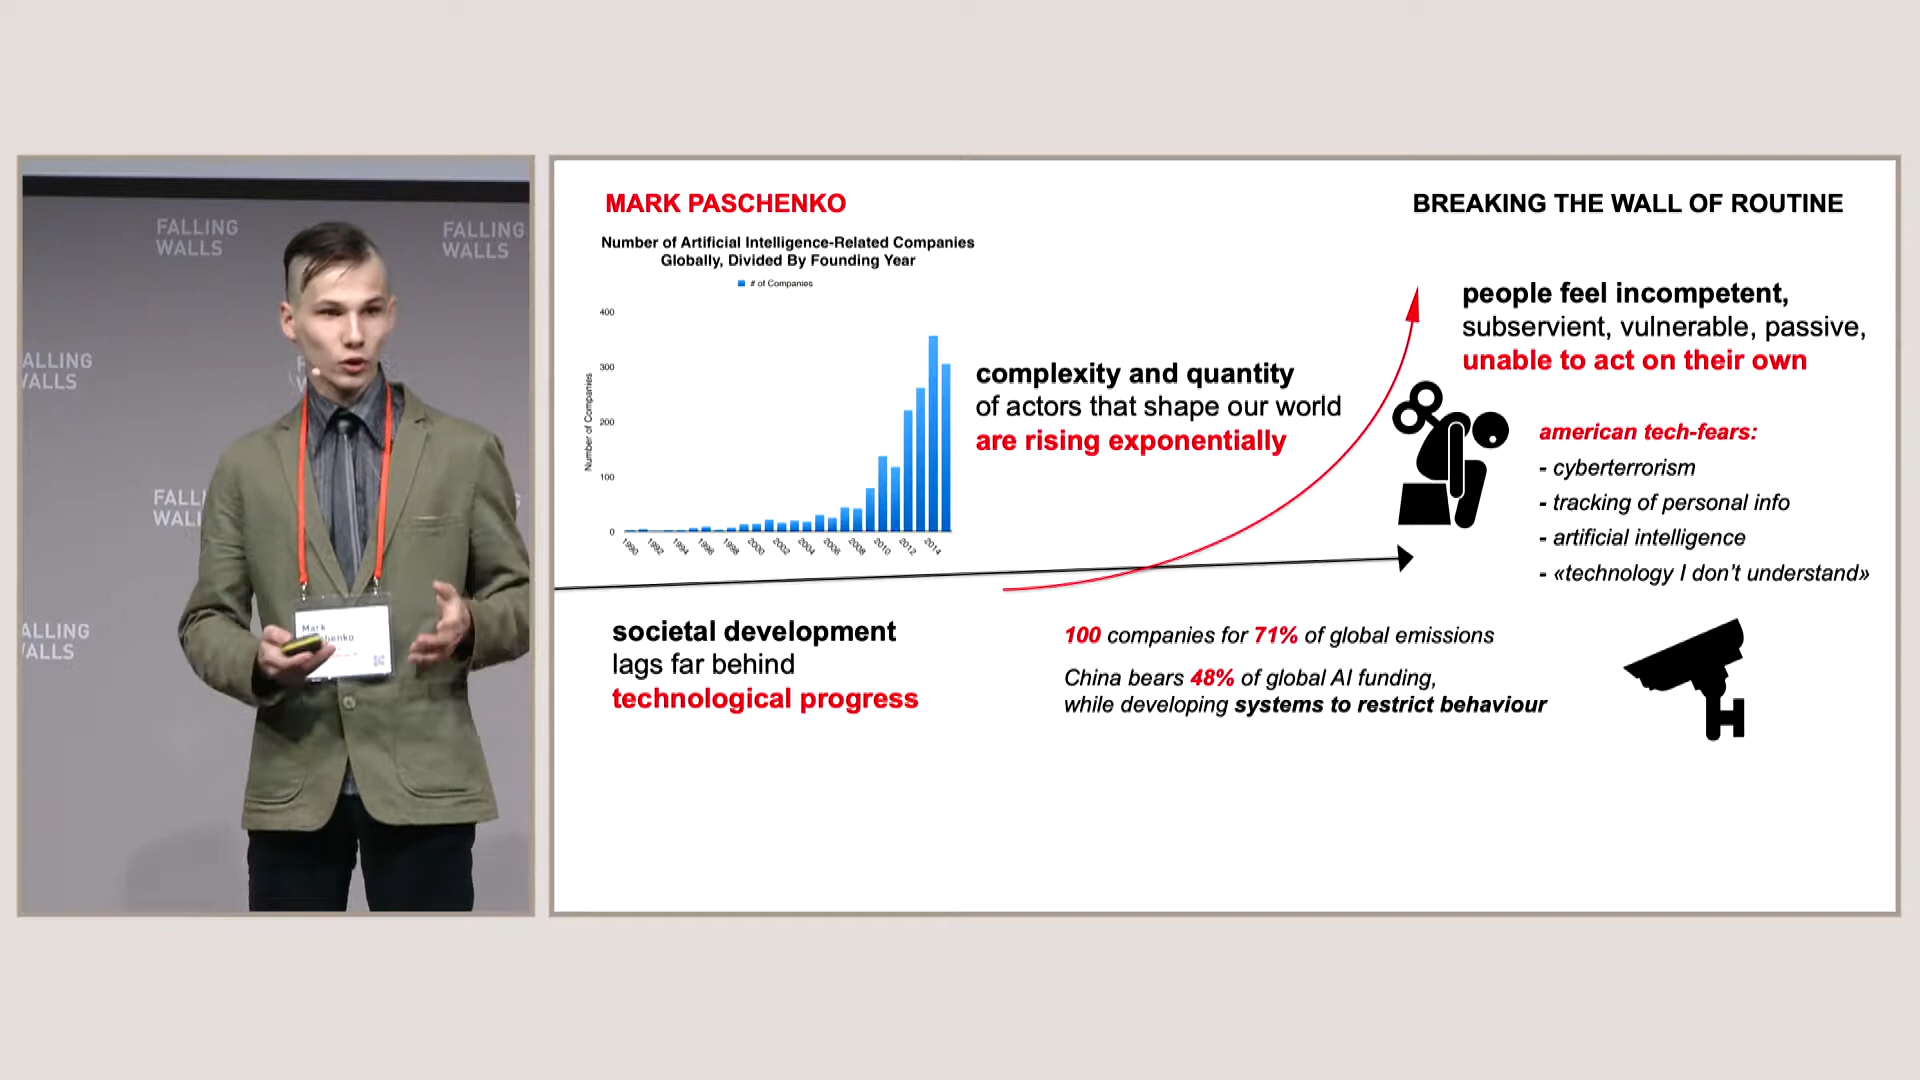 FALLING
WALLS
FALLING
WALLS
ALLING
WALLS
FALL
WALL
ALLING
WALLS
Mark
MARK PASCHENKO
BREAKING THE WALL OF ROUTINE
Number of Artificial Intelligence-Related Companies
Globally, Divided By Founding Year
# of Companies
Number of Companies
400
300
200
100
0
1990
1992
1994
1996
1998
2000
2002
2004
2006
2008
2010
2012
2014
complexity and quantity
of actors that shape our world
are rising exponentially
people feel incompetent,
subservient, vulnerable, passive,
unable to act on their own
american tech-fears:
- cyberterrorism
- tracking of personal info
- artificial intelligence
- «technology I don't understand»
societal development
lags far behind
technological progress
100 companies for 71% of global emissions
China bears 48% of global AI funding,
while developing systems to restrict behaviour